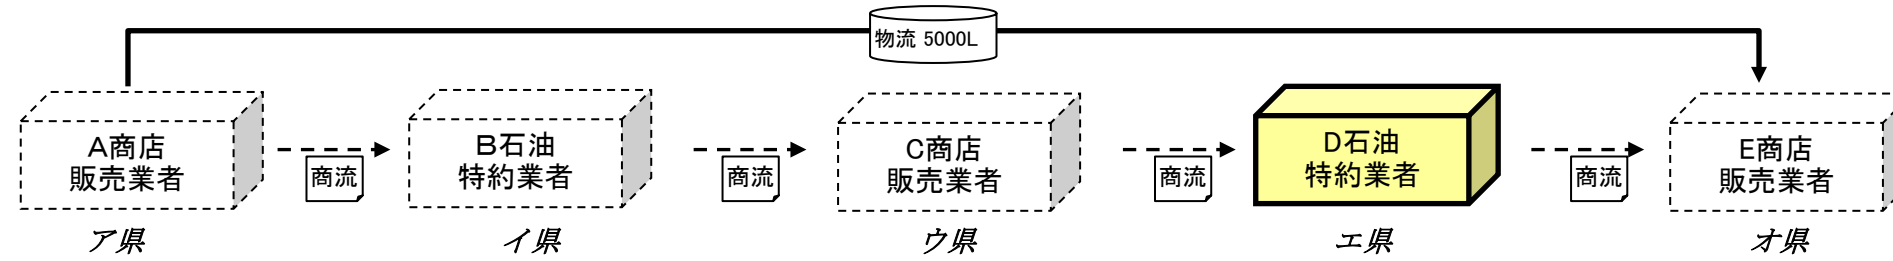 物流 5000L
A商店
販売業者
商流
B石油
特約業者
商流
C商店
販売業者
商流
D石油
特約業者
商流
E商店
販売業者
ア県
イ県
ウ県
エ県
オ県